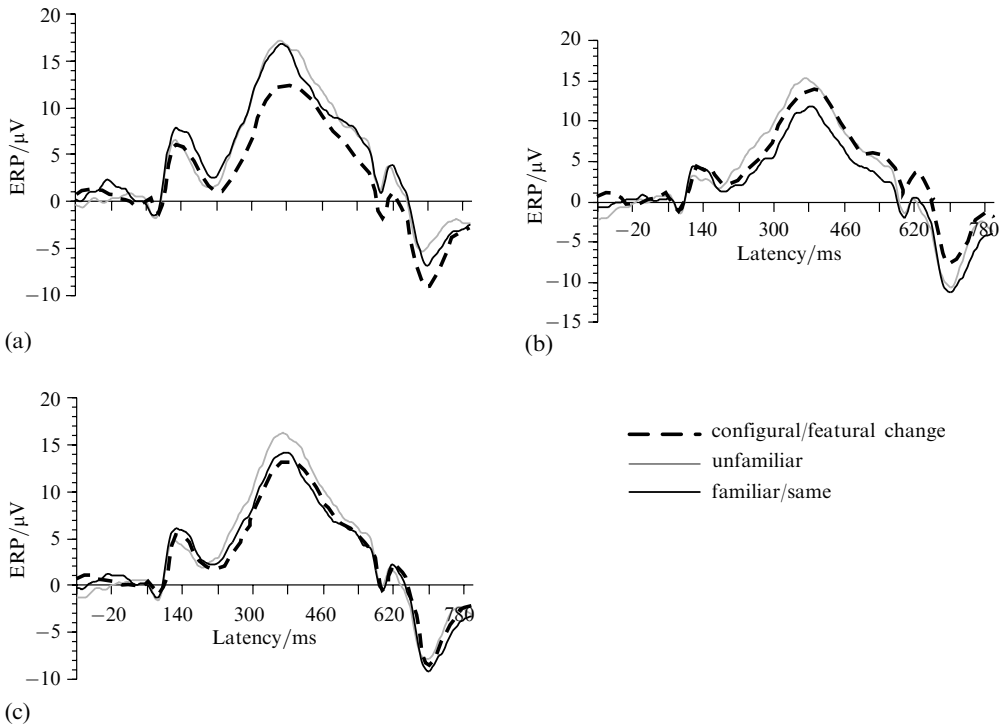 20
15
10
5
0
−5
−10
ERP/µV
(a)
20
15
10
5
0
−5
−10
−15
ERP/µV
−20 140 300 460 620 780
Latency/ms
(b)
20
15
10
5
0
−5
−10
ERP/µV
−20 140 300 460 620 780
Latency/ms
(c)
configural/featural change
unfamiliar
familiar/same